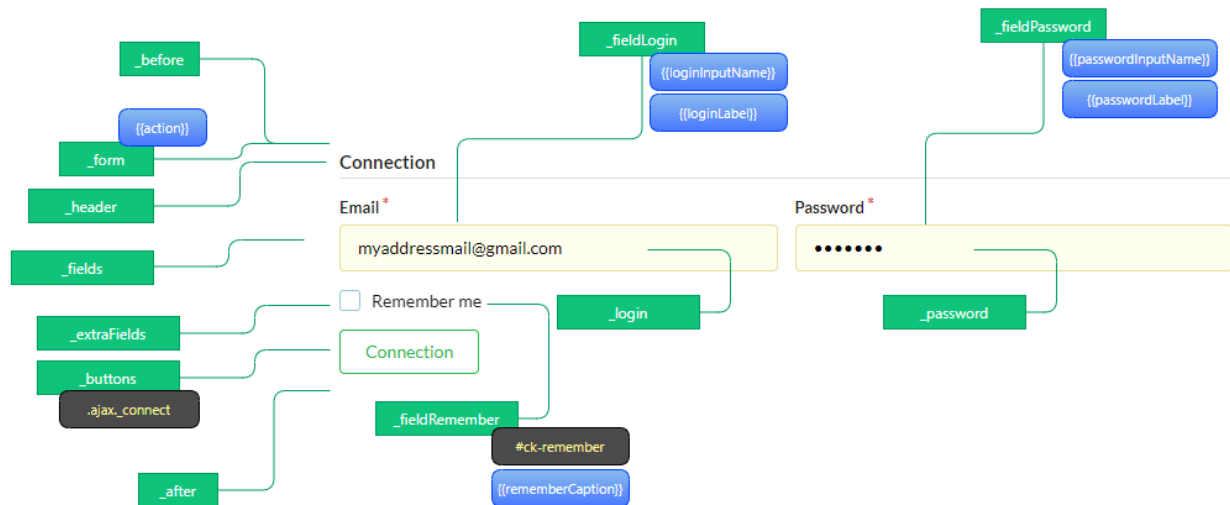 _fieldLogin
_fieldPassword
_before
{{loginInputName}}
{{passwordInputName}}
{{loginLabel}}
{{passwordLabel}}
{{action}}
_form
Connection
_header
Email *
Password *
myaddressmail@gmail.com
•••••••
_fields
Remember me
_login
_password
_extraFields
Connection
_buttons
.ajax._connect
_fieldRemember
#ck-remember
_after
{{rememberCaption}}